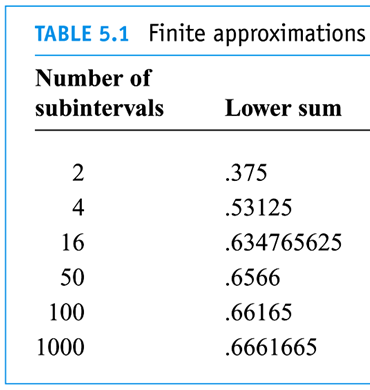 TABLE 5.1 Finite approximations
Number of
subintervals Lower sum
2 .375
4 .53125
16 .634765625
50 .6566
100 .66165
1000 .6661665